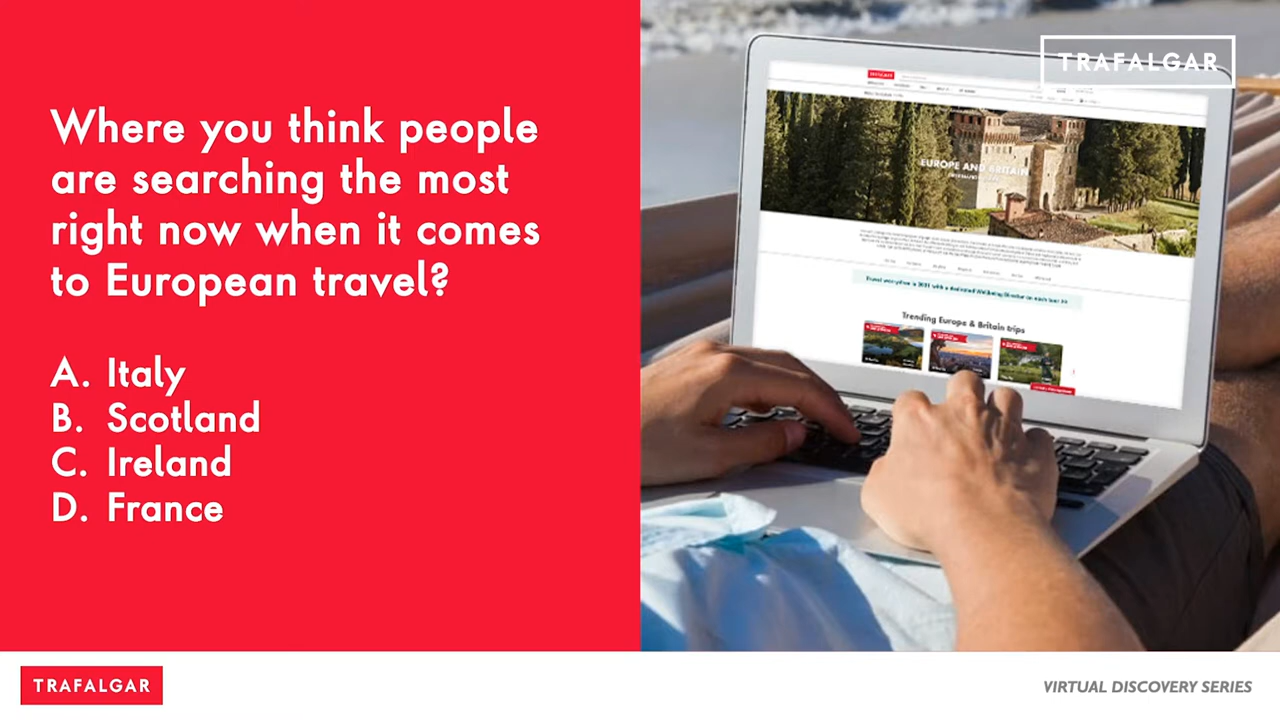 Where you think people
are searching the most
right now when it comes
to European travel?
A. Italy
B. Scotland
C. Ireland
D. France
TRAFALGAR
EUROPE AND BRITAIN
Trending Europe & Britain trips
TRAFALGAR
VIRTUAL DISCOVERY SERIES